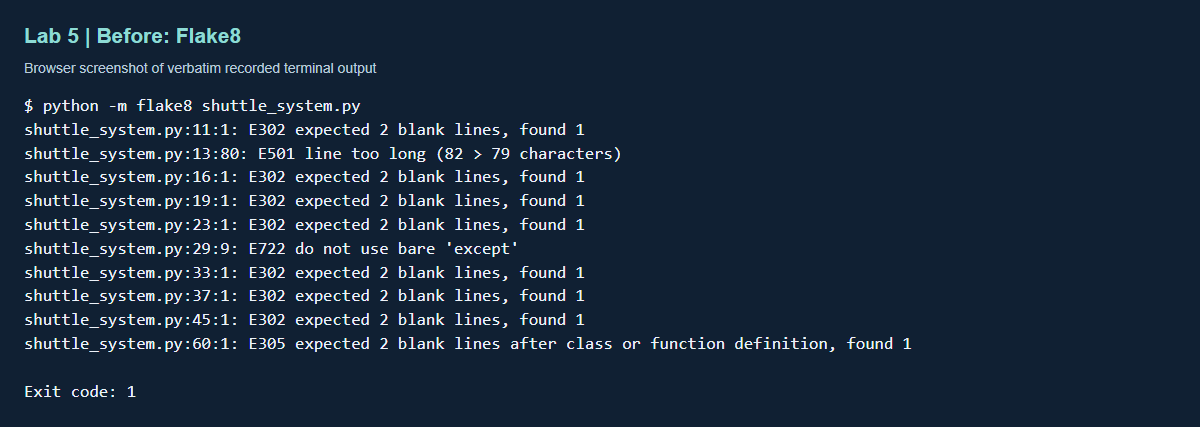 Lab 5 | Before: Flake8
Browser screenshot of verbatim recorded terminal output
$ python -m flake8 shuttle_system.py
shuttle_system.py:11:1: E302 expected 2 blank lines, found 1
shuttle_system.py:13:80: E501 line too long (82 > 79 characters)
shuttle_system.py:16:1: E302 expected 2 blank lines, found 1
shuttle_system.py:19:1: E302 expected 2 blank lines, found 1
shuttle_system.py:23:1: E302 expected 2 blank lines, found 1
shuttle_system.py:29:9: E722 do not use bare 'except'
shuttle_system.py:33:1: E302 expected 2 blank lines, found 1
shuttle_system.py:37:1: E302 expected 2 blank lines, found 1
shuttle_system.py:45:1: E302 expected 2 blank lines, found 1
shuttle_system.py:60:1: E305 expected 2 blank lines after class or function definition, found 1
Exit code: 1